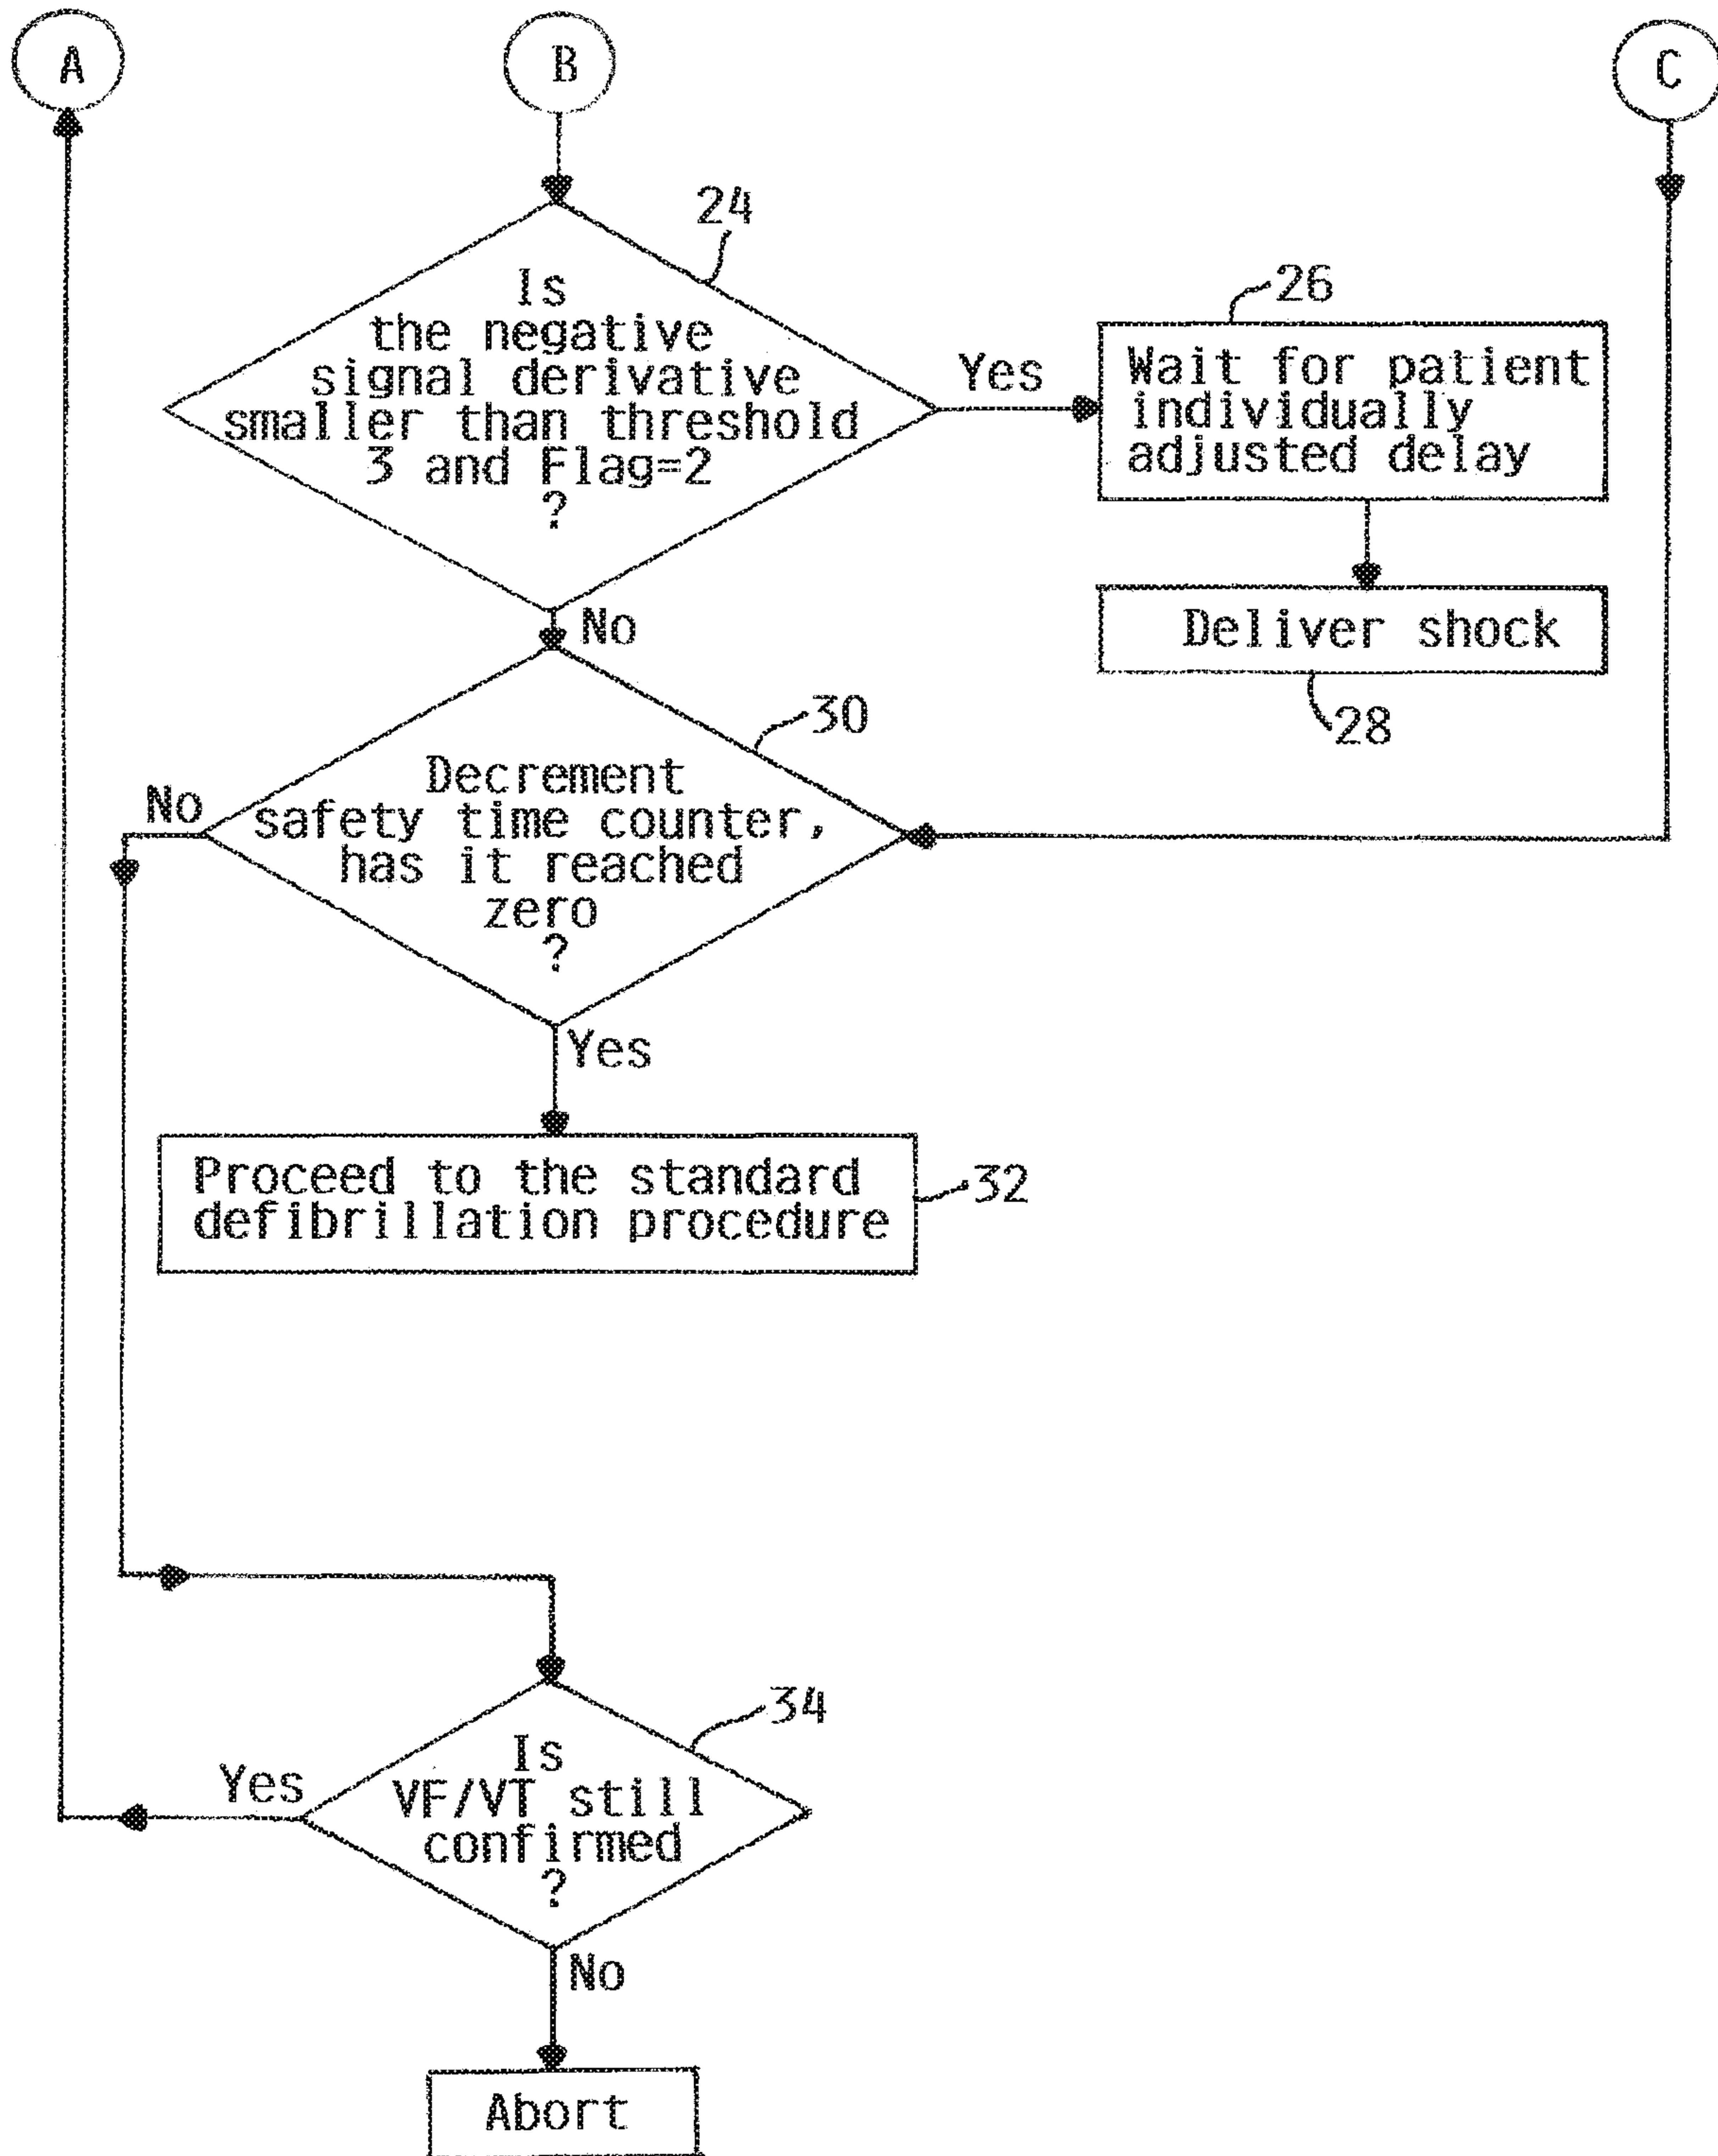 A
B
C
24
Is
the negative
signal derivative
smaller than threshold
3 and Flag=2
?
Yes
26
Wait for patient
individually
adjusted delay
No
Deliver shock
28
30
Decrement
safety time counter,
has it reached
zero
?
No
Yes
Proceed to the standard
defibrillation procedure
32
34
Is
VF/VT still
confirmed
?
Yes
No
Abort